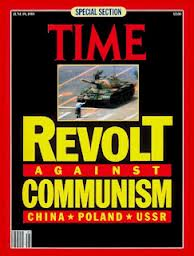 SPECIAL SECTION
TIME
REVOLT
AGAINST
COMMUNISM
CHINA ★ POLAND ★ USSR